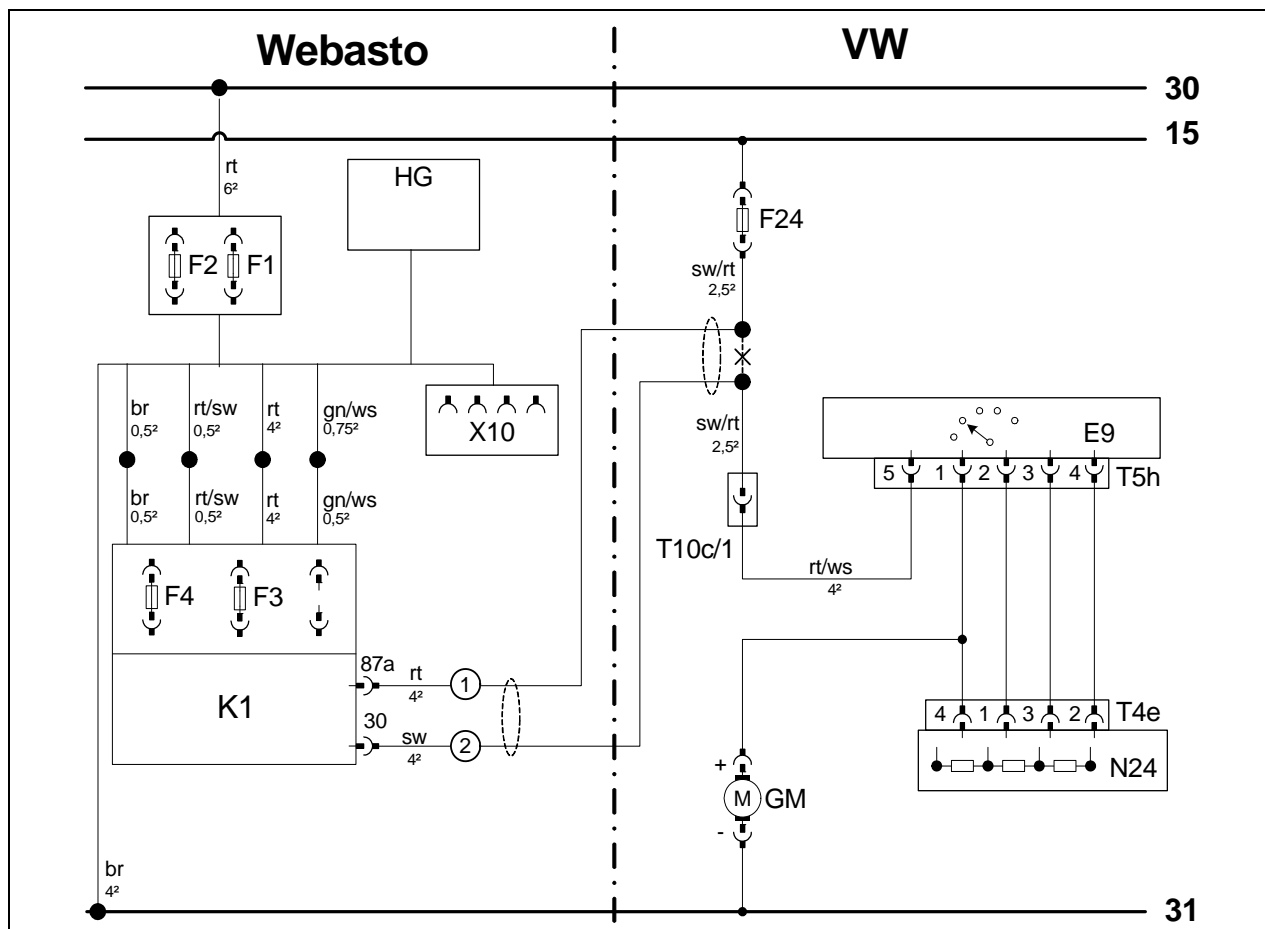 Webasto
VW
30
15
rt
6²
HG
F24
F2
F1
sw/rt
2,5²
br
0,5²
rt/sw
0,5²
rt
4²
gn/ws
0,75²
X10
sw/rt
2,5²
E9
5
1
2
3
4
T5h
br
0,5²
rt/sw
0,5²
rt
4²
gn/ws
0,5²
T10c/1
rt/ws
4²
F4
F3
87a
rt
4²
1
K1
30
sw
4²
2
4
1
3
2
T4e
N24
+
M
GM
-
br
4²
31